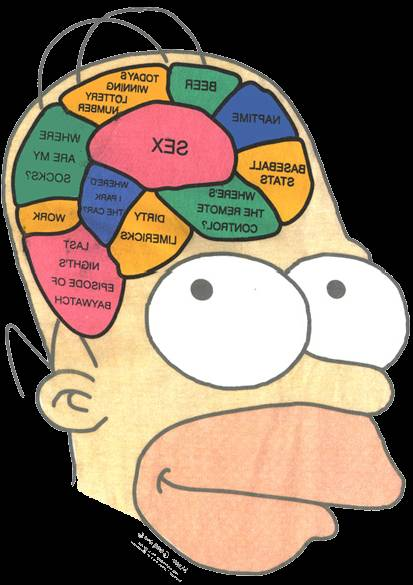 TODAYS
WINNING
LOTTERY
NUMBER
BEER
NAPTIME
SEX
BASEBALL
STATS
WHERE
ARE MY
SOCKS?
WHERE'D
I PARK
THE CAR?
WHERE'S
THE REMOTE
CONTROL?
WORK
DIRTY
LIMERICKS
LAST
NIGHT'S
EPISODE OF
BAYWATCH